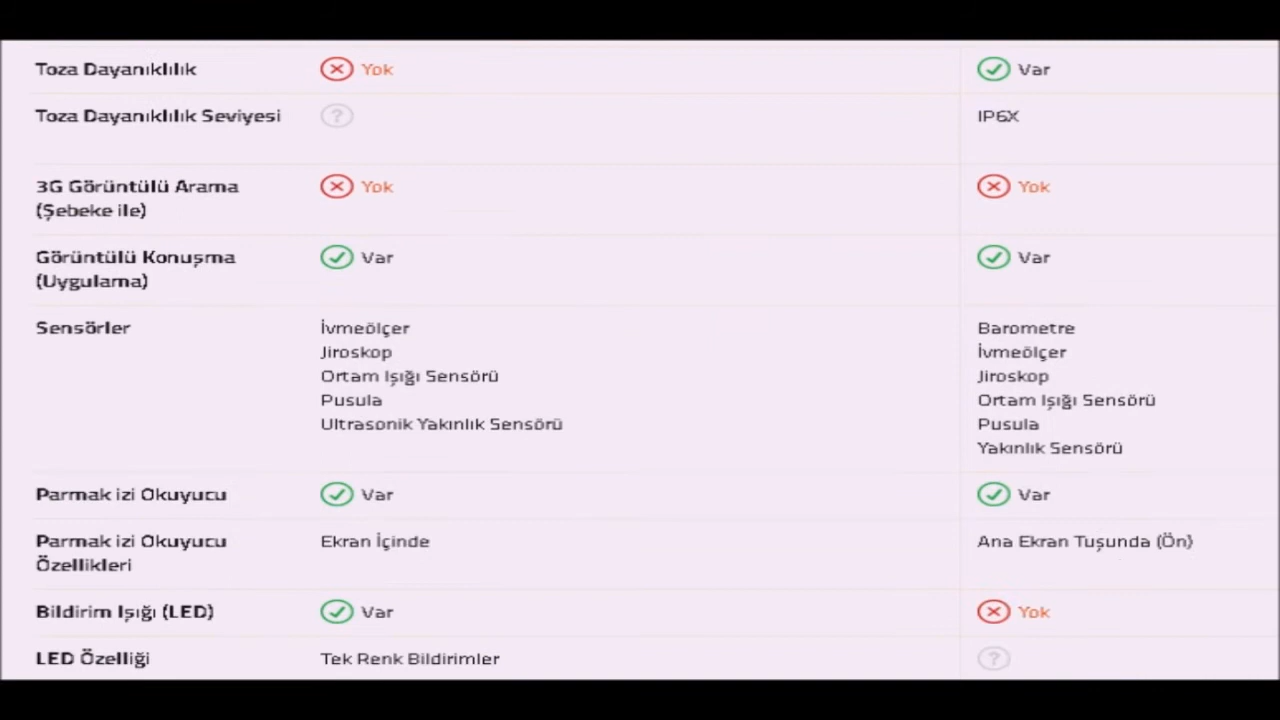 Toza Dayanıklılık Yok Var
Toza Dayanıklılık Seviyesi ? IP6X
3G Görüntülü Arama Yok Yok
(Şebeke ile)
Görüntülü Konuşma Var Var
(Uygulama)
Sensörler İvmeölçer Barometre
Jiroskop İvmeölçer
Ortam Işığı Sensörü Jiroskop
Pusula Ortam Işığı Sensörü
Ultrasonik Yakınlık Sensörü Pusula
Yakınlık Sensörü
Parmak izi Okuyucu Var Var
Parmak izi Okuyucu Ekran İçinde Ana Ekran Tuşunda (Ön)
Özellikleri
Bildirim Işığı (LED) Var Yok
LED Özelliği Tek Renk Bildirimler ?